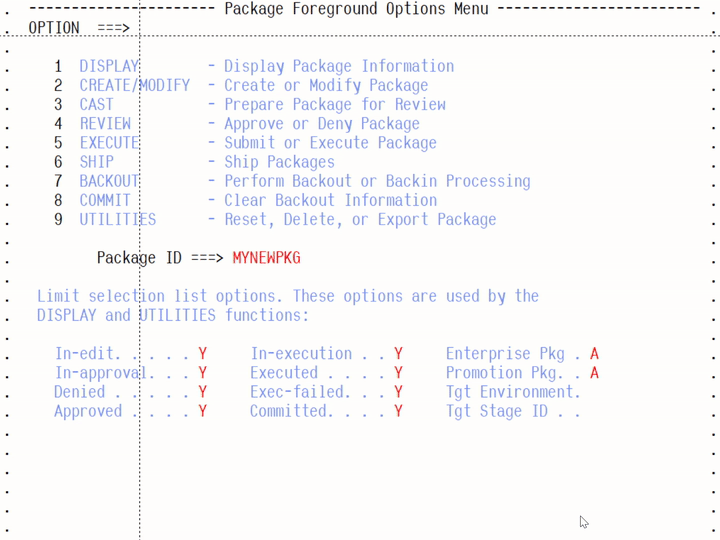 ---------------------- Package Foreground Options Menu ------------------------
OPTION ===>
1 DISPLAY - Display Package Information
2 CREATE/MODIFY - Create or Modify Package
3 CAST - Prepare Package for Review
4 REVIEW - Approve or Deny Package
5 EXECUTE - Submit or Execute Package
6 SHIP - Ship Packages
7 BACKOUT - Perform Backout or Backin Processing
8 COMMIT - Clear Backout Information
9 UTILITIES - Reset, Delete, or Export Package
Package ID ===> MYNEWPKG
Limit selection list options. These options are used by the
DISPLAY and UTILITIES functions:
In-edit. . . . . Y In-execution . . Y Enterprise Pkg . A
In-approval. . . Y Executed . . . . Y Promotion Pkg. . A
Denied . . . . . Y Exec-failed. . . Y Tgt Environment.
Approved . . . . Y Committed. . . . Y Tgt Stage ID . .